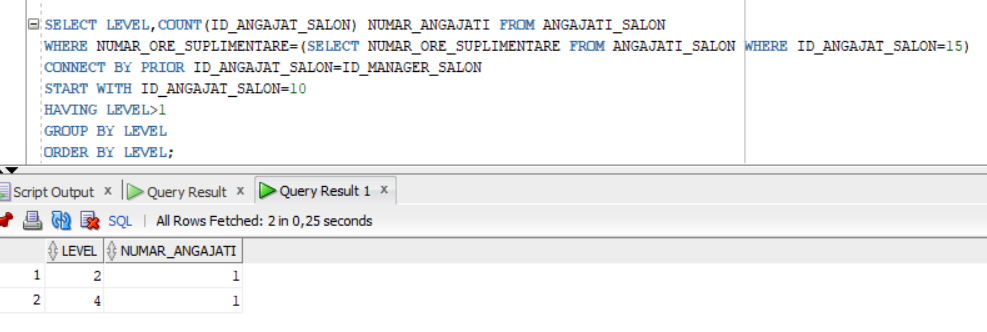 SELECT LEVEL,COUNT(ID_ANGAJAT_SALON) NUMAR_ANGAJATI FROM ANGAJATI_SALON
WHERE NUMAR_ORE_SUPLIMENTARE=(SELECT NUMAR_ORE_SUPLIMENTARE FROM ANGAJATI_SALON WHERE ID_ANGAJAT_SALON=15)
CONNECT BY PRIOR ID_ANGAJAT_SALON=ID_MANAGER_SALON
START WITH ID_ANGAJAT_SALON=10
HAVING LEVEL>1
GROUP BY LEVEL
ORDER BY LEVEL;
Script Output x Query Result x Query Result 1 x
SQL | All Rows Fetched: 2 in 0,25 seconds
LEVEL NUMAR_ANGAJATI
1 2 1
2 4 1